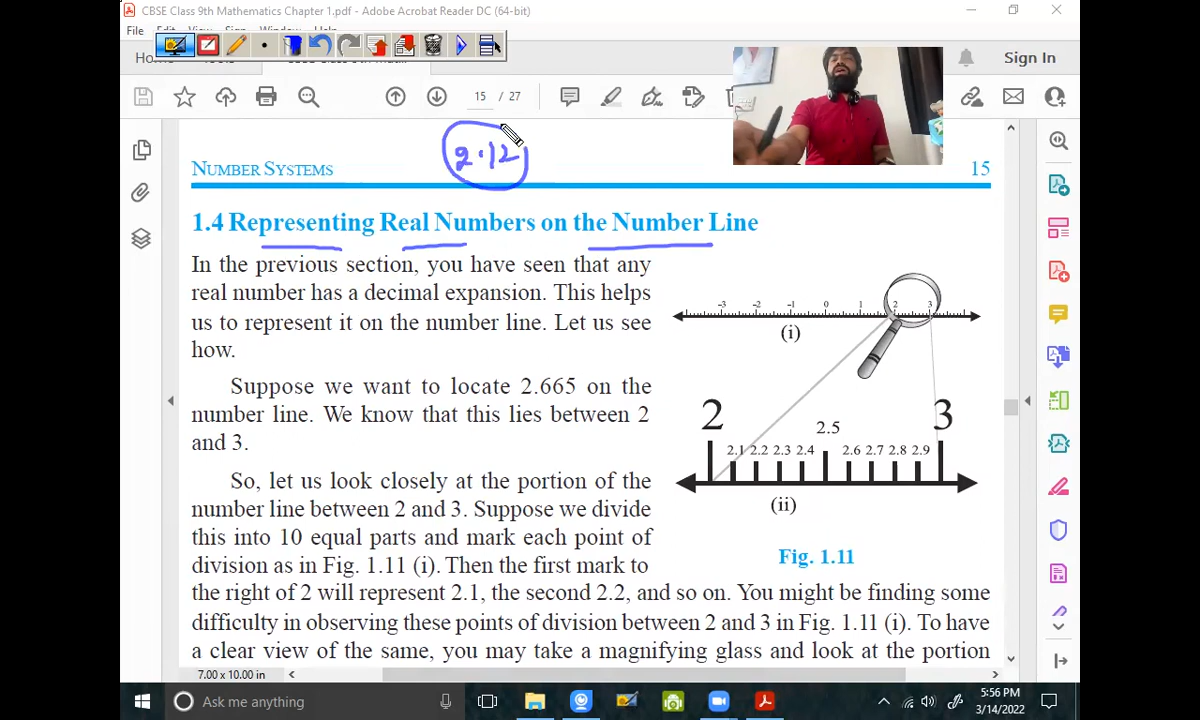 CBSE Class 9th Mathematics Chapter 1.pdf - Adobe Acrobat Reader DC (64-bit)
File
Sign In
15 / 27
2.12
NUMBER SYSTEMS 15
1.4 Representing Real Numbers on the Number Line
In the previous section, you have seen that any
real number has a decimal expansion. This helps
us to represent it on the number line. Let us see
how.
Suppose we want to locate 2.665 on the
number line. We know that this lies between 2
and 3.
So, let us look closely at the portion of the
number line between 2 and 3. Suppose we divide
this into 10 equal parts and mark each point of
division as in Fig. 1.11 (i). Then the first mark to
the right of 2 will represent 2.1, the second 2.2, and so on. You might be finding some
difficulty in observing these points of division between 2 and 3 in Fig. 1.11 (i). To have
a clear view of the same, you may take a magnifying glass and look at the portion
-3 -2 -1 0 1 2 3
(i)
2 3
2.5
2.1 2.2 2.3 2.4 2.6 2.7 2.8 2.9
(ii)
Fig. 1.11
7.00 x 10.00 in
Ask me anything
5:56 PM
3/14/2022